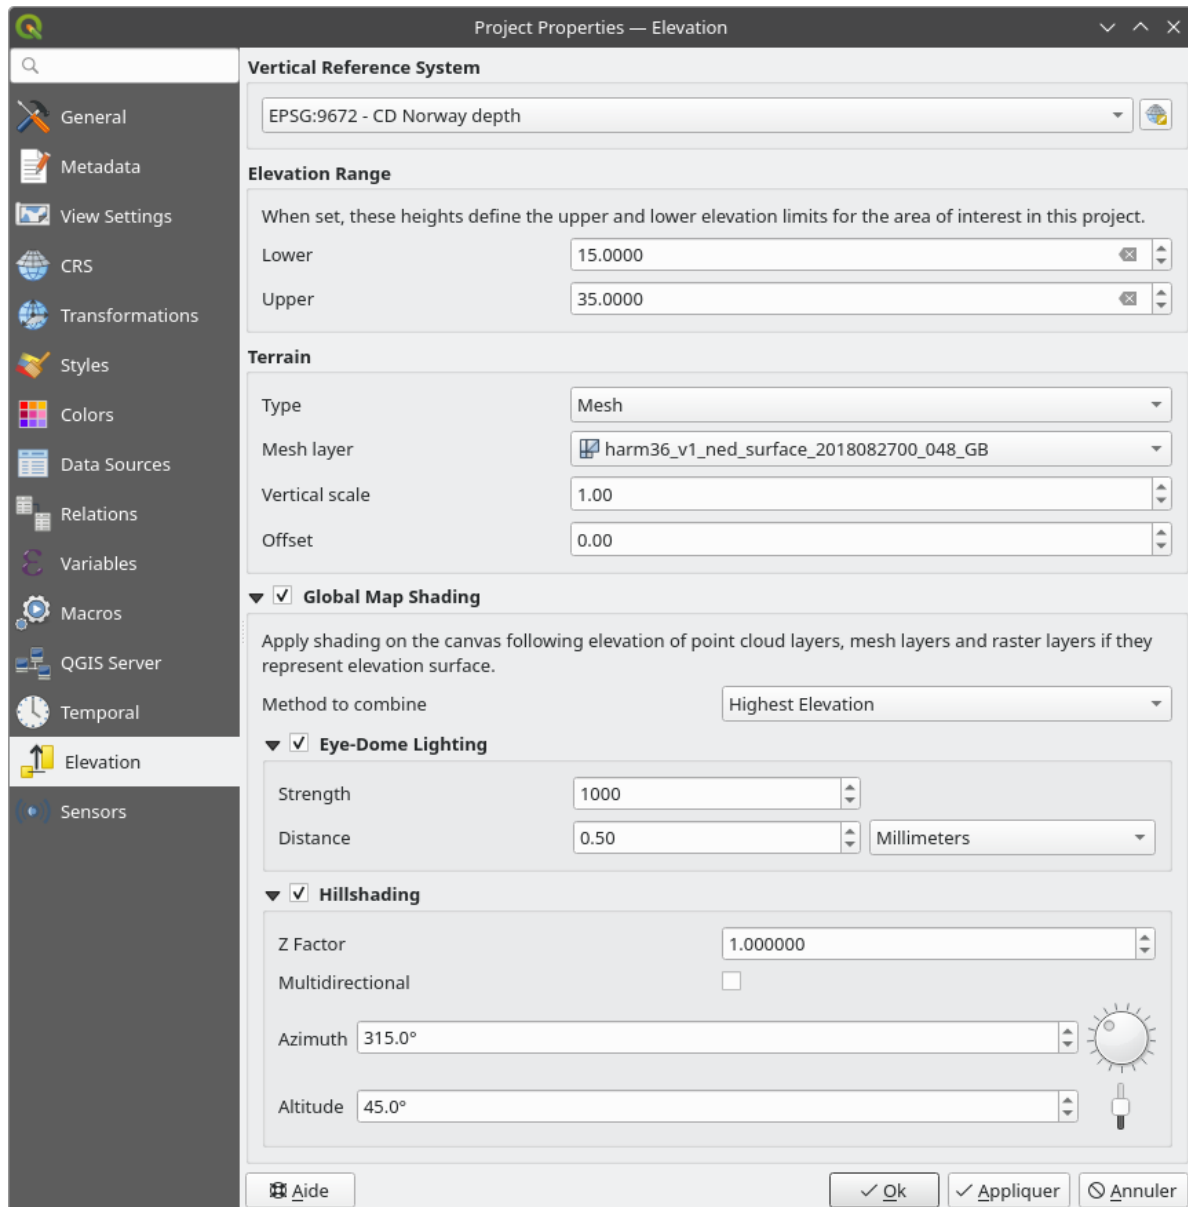 Project Properties — Elevation
General
Metadata
View Settings
CRS
Transformations
Styles
Colors
Data Sources
Relations
Variables
Macros
QGIS Server
Temporal
Elevation
Sensors
Vertical Reference System
EPSG:9672 - CD Norway depth
Elevation Range
When set, these heights define the upper and lower elevation limits for the area of interest in this project.
Lower 15.0000
Upper 35.0000
Terrain
Type Mesh
Mesh layer harm36_v1_ned_surface_2018082700_048_GB
Vertical scale 1.00
Offset 0.00
Global Map Shading
Apply shading on the canvas following elevation of point cloud layers, mesh layers and raster layers if they
represent elevation surface.
Method to combine Highest Elevation
Eye-Dome Lighting
Strength 1000
Distance 0.50 Millimeters
Hillshading
Z Factor 1.000000
Multidirectional
Azimuth 315.0°
Altitude 45.0°
Aide Ok Appliquer Annuler